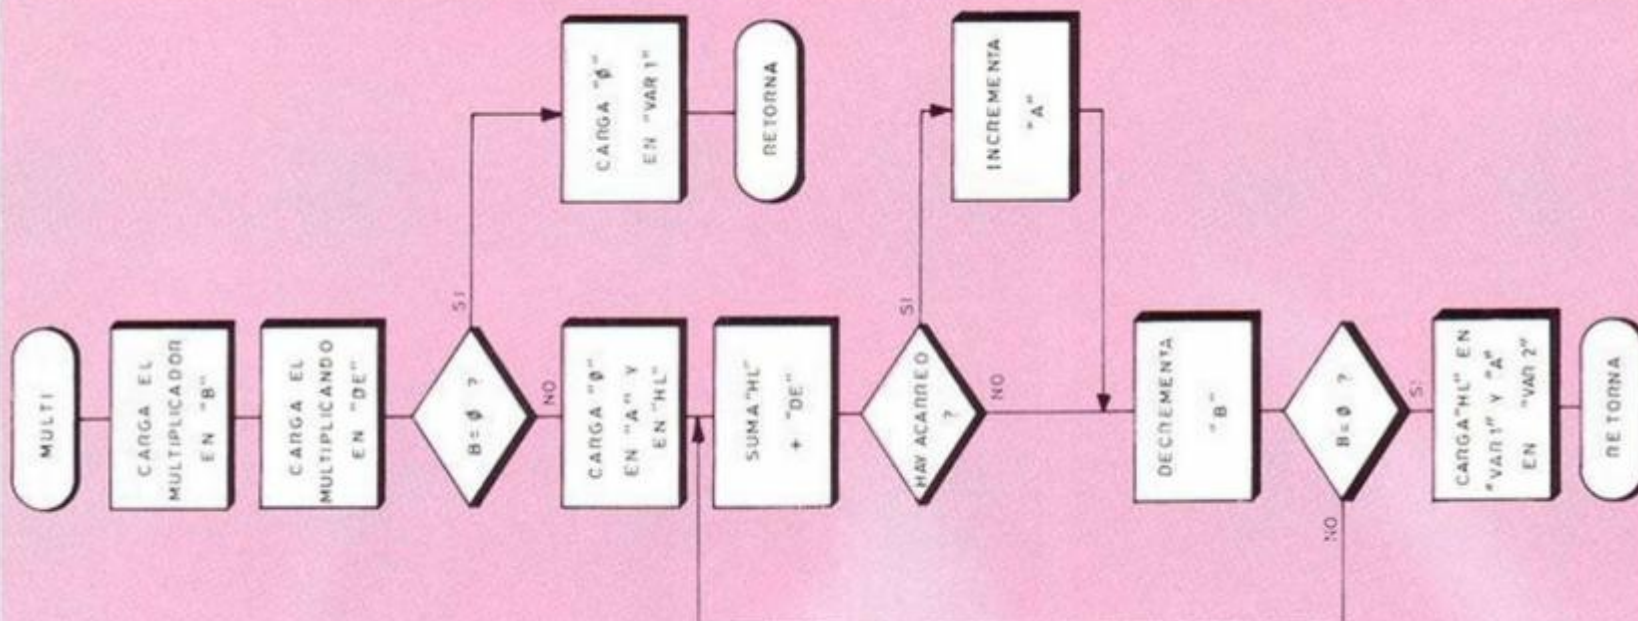 MULTI
CARGA EL
MULTIPLICADOR
EN "B"
CARGA EL
MULTIPLICANDO
EN "DE"
B=Ø ?
SI
CARGA "Ø"
EN "VAR1"
RETORNA
NO
CARGA "Ø"
EN "A" Y
EN "HL"
SUMA "HL"
+ "DE"
HAY ACARREO
?
SI
INCREMENTA
"A"
NO
DECREMENTA
"B"
B=Ø ?
NO
SI
CARGA "HL" EN
"VAR1" Y "A"
EN "VAR2"
RETORNA